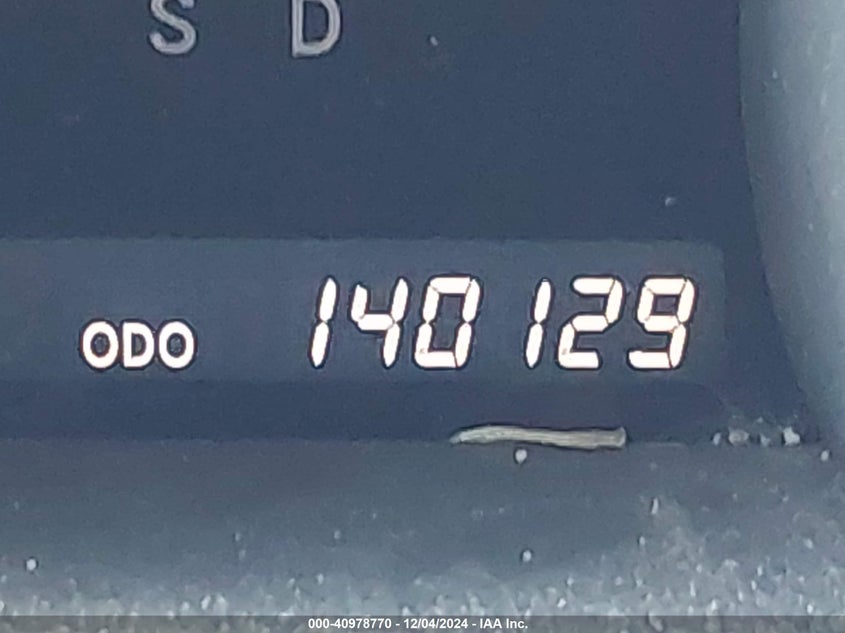 S D
ODO 140129
000-40978770 - 12/04/2024 - IAA Inc.